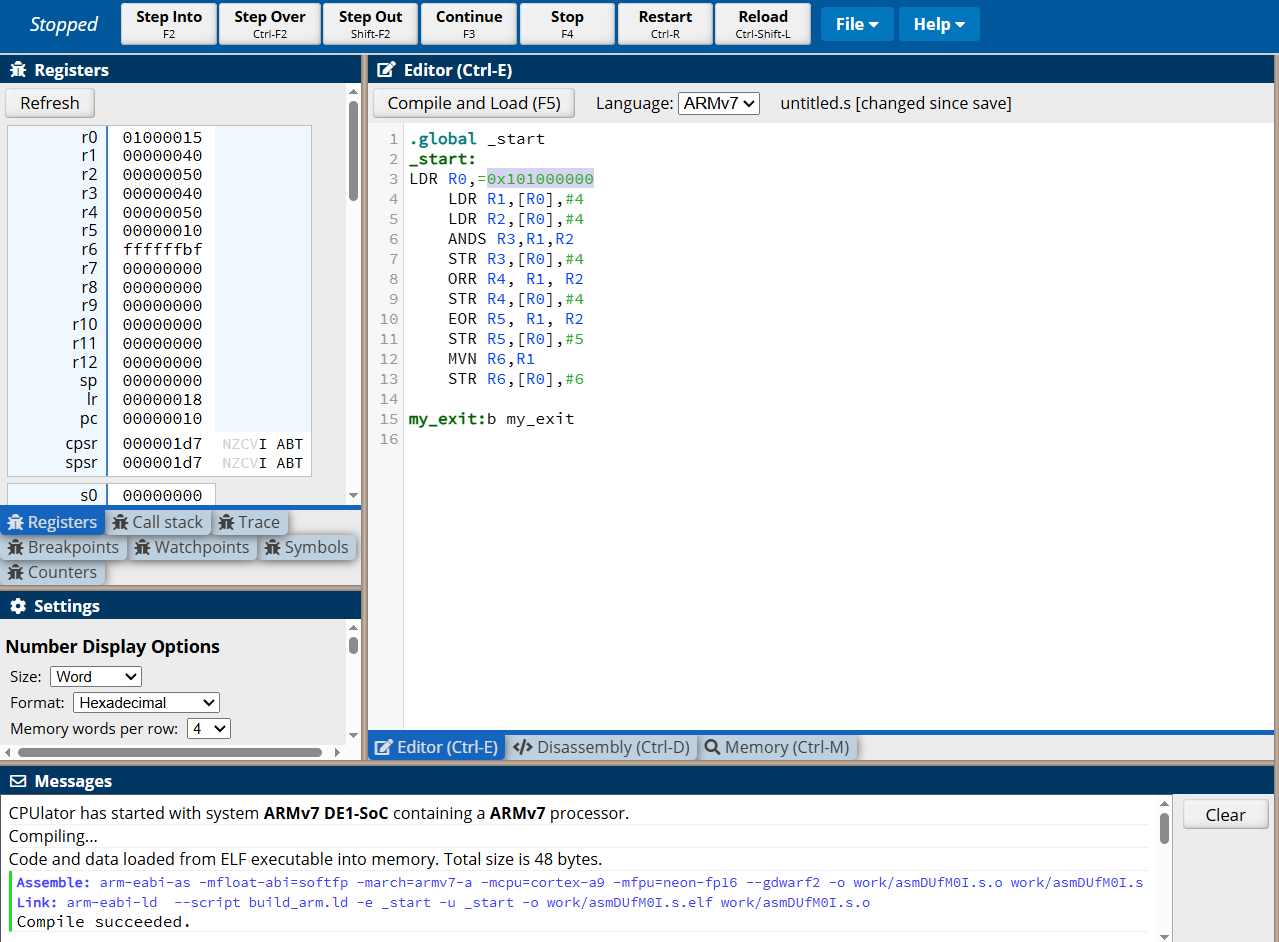 Stopped
Step Into
F2
Step Over
Ctrl-F2
Step Out
Shift-F2
Continue
F3
Stop
F4
Restart
Ctrl-R
Reload
Ctrl-Shift-L
File
Help
Registers
Refresh
r0 01000015
r1 00000040
r2 00000050
r3 00000040
r4 00000050
r5 00000010
r6 ffffffbf
r7 00000000
r8 00000000
r9 00000000
r10 00000000
r11 00000000
r12 00000000
sp 00000000
lr 00000018
pc 00000010
cpsr 000001d7 NZCVI ABT
spsr 000001d7 NZCVI ABT
s0 00000000
Registers Call stack Trace
Breakpoints Watchpoints Symbols
Counters
Settings
Number Display Options
Size: Word
Format: Hexadecimal
Memory words per row: 4
Editor (Ctrl-E)
Compile and Load (F5) Language: ARMv7 untitled.s [changed since save]
1 .global _start
2 _start:
3 LDR R0,=0x101000000
4 LDR R1,[R0],#4
5 LDR R2,[R0],#4
6 ANDS R3,R1,R2
7 STR R3,[R0],#4
8 ORR R4, R1, R2
9 STR R4,[R0],#4
10 EOR R5, R1, R2
11 STR R5,[R0],#5
12 MVN R6,R1
13 STR R6,[R0],#6
14
15 my_exit:b my_exit
16
Editor (Ctrl-E) Disassembly (Ctrl-D) Memory (Ctrl-M)
Messages
Clear
CPUlator has started with system ARMv7 DE1-SoC containing a ARMv7 processor.
Compiling...
Code and data loaded from ELF executable into memory. Total size is 48 bytes.
Assemble: arm-eabi-as -mfloat-abi=softfp -march=armv7-a -mcpu=cortex-a9 -mfpu=neon-fp16 --gdwarf2 -o work/asmDUfM0I.s.o work/asmDUfM0I.s
Link: arm-eabi-ld --script build_arm.ld -e _start -u _start -o work/asmDUfM0I.s.elf work/asmDUfM0I.s.o
Compile succeeded.